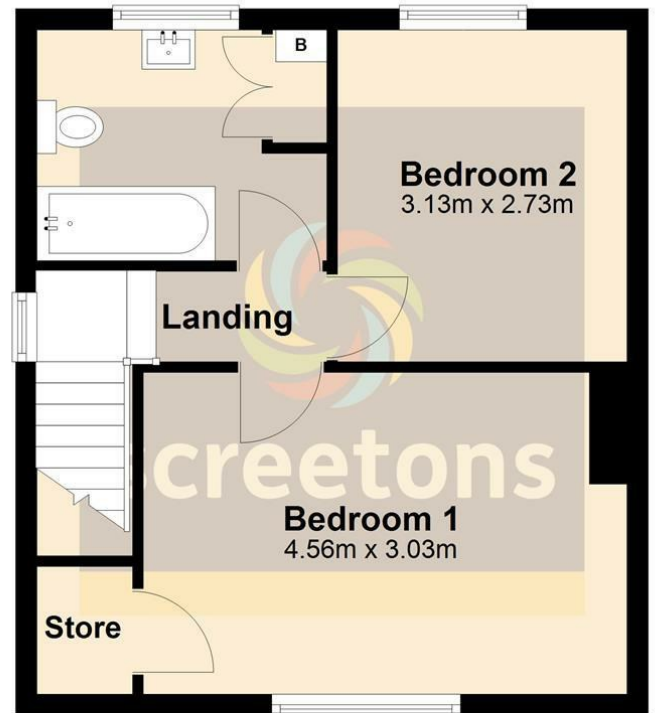 B
Bedroom 2
3.13m x 2.73m
Landing
screetons
Bedroom 1
4.56m x 3.03m
Store